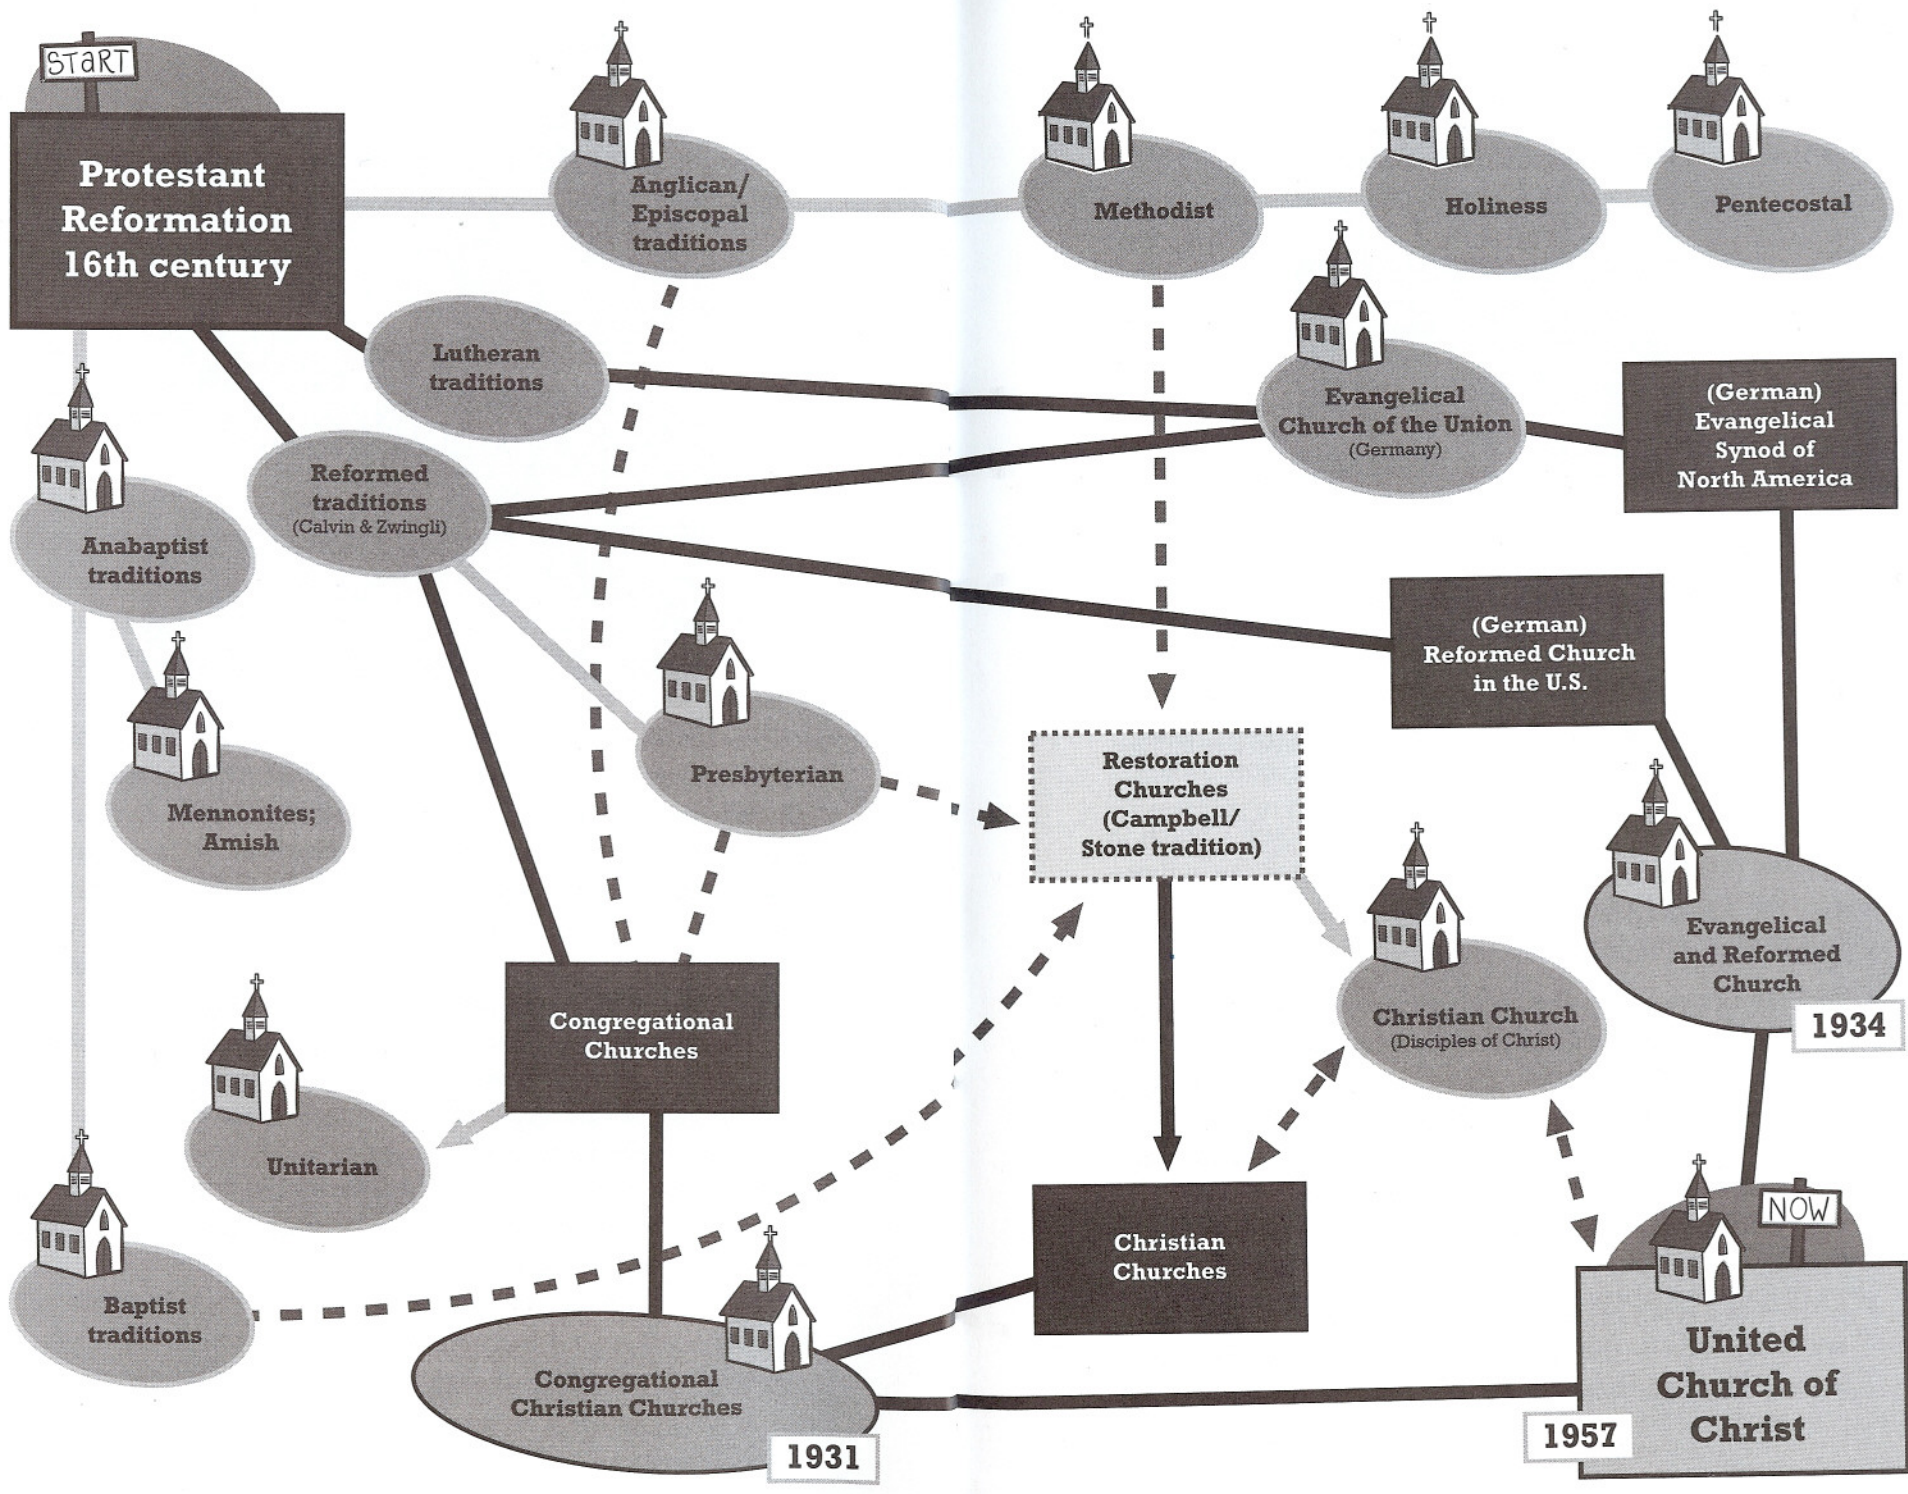 START
Protestant
Reformation
16th century
Anglican/
Episcopal
traditions
Methodist
Holiness
Pentecostal
Lutheran
traditions
Evangelical
Church of the Union
(Germany)
(German)
Evangelical
Synod of
North America
Reformed
traditions
(Calvin & Zwingli)
Anabaptist
traditions
(German)
Reformed Church
in the U.S.
Mennonites;
Amish
Presbyterian
Restoration
Churches
(Campbell/
Stone tradition)
Evangelical
and Reformed
Church
1934
Congregational
Churches
Christian Church
(Disciples of Christ)
Unitarian
Christian
Churches
NOW
Baptist
traditions
Congregational
Christian Churches
1931
United
Church of
Christ
1957